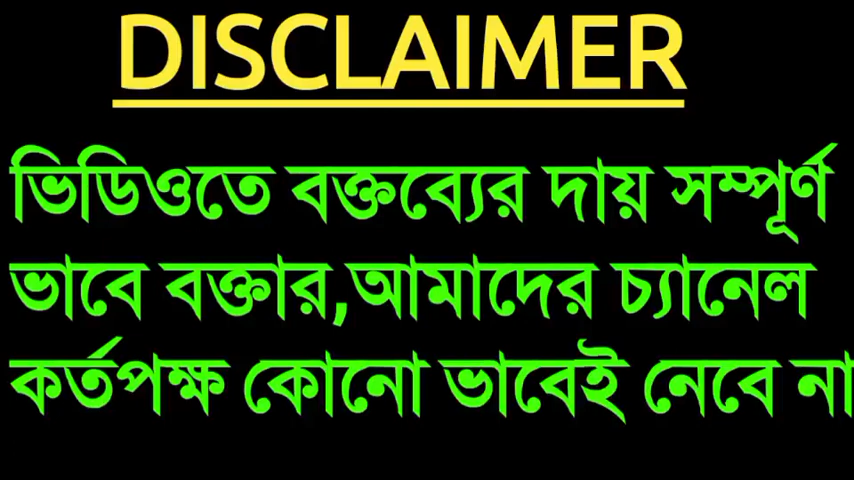 DISCLAIMER
ভিডিওতে বক্তব্যের দায় সম্পূর্ণ
ভাবে বক্তার,আমাদের চ্যানেল
কর্তপক্ষ কোনো ভাবেই নেবে না